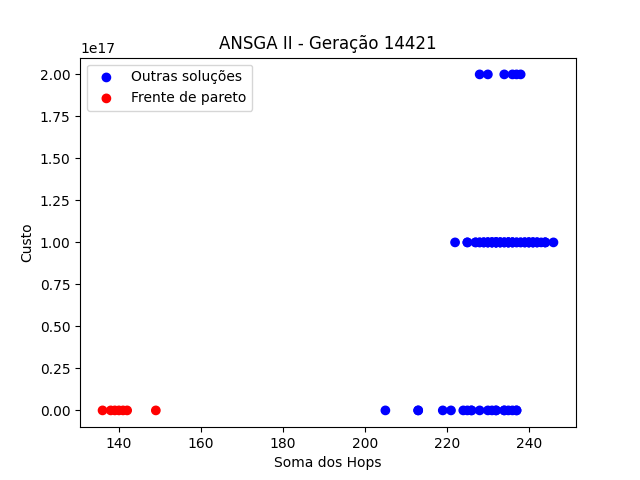 ANSGA II - Geração 14421
1e17
2.00
1.75
1.50
1.25
1.00
0.75
0.50
0.25
0.00
Custo
Outras soluções
Frente de pareto
140
160
180
200
220
240
Soma dos Hops